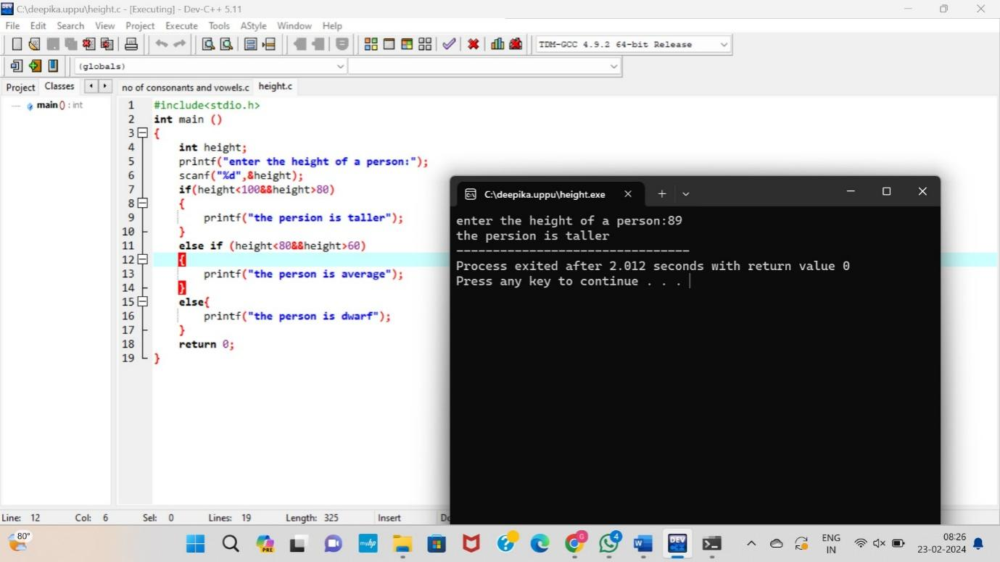 C:\deepika.uppu\height.c - [Executing] - Dev-C++ 5.11
File Edit Search View Project Execute Tools AStyle Window Help
TDM-GCC 4.9.2 64-bit Release
(globals)
Project Classes
no of consonants and vowels.c height.c
main() : int
1 #include<stdio.h>
2 int main ()
3 {
4 int height;
5 printf("enter the height of a person:");
6 scanf("%d",&height);
7 if(height<100&&height>80)
8 {
9 printf("the persion is taller");
10 }
11 else if (height<80&&height>60)
12 {
13 printf("the person is average");
14 }
15 else{
16 printf("the person is dwarf");
17 }
18 return 0;
19 }
C:\deepika.uppu\height.exe
enter the height of a person:89
the persion is taller
--------------------------------
Process exited after 2.012 seconds with return value 0
Press any key to continue . . .
Line: 12 Col: 6 Sel: 0 Lines: 19 Length: 325 Insert
80°
PRE
myhp
G
4
W
DEV
C++
ENG
IN
08:26
23-02-2024